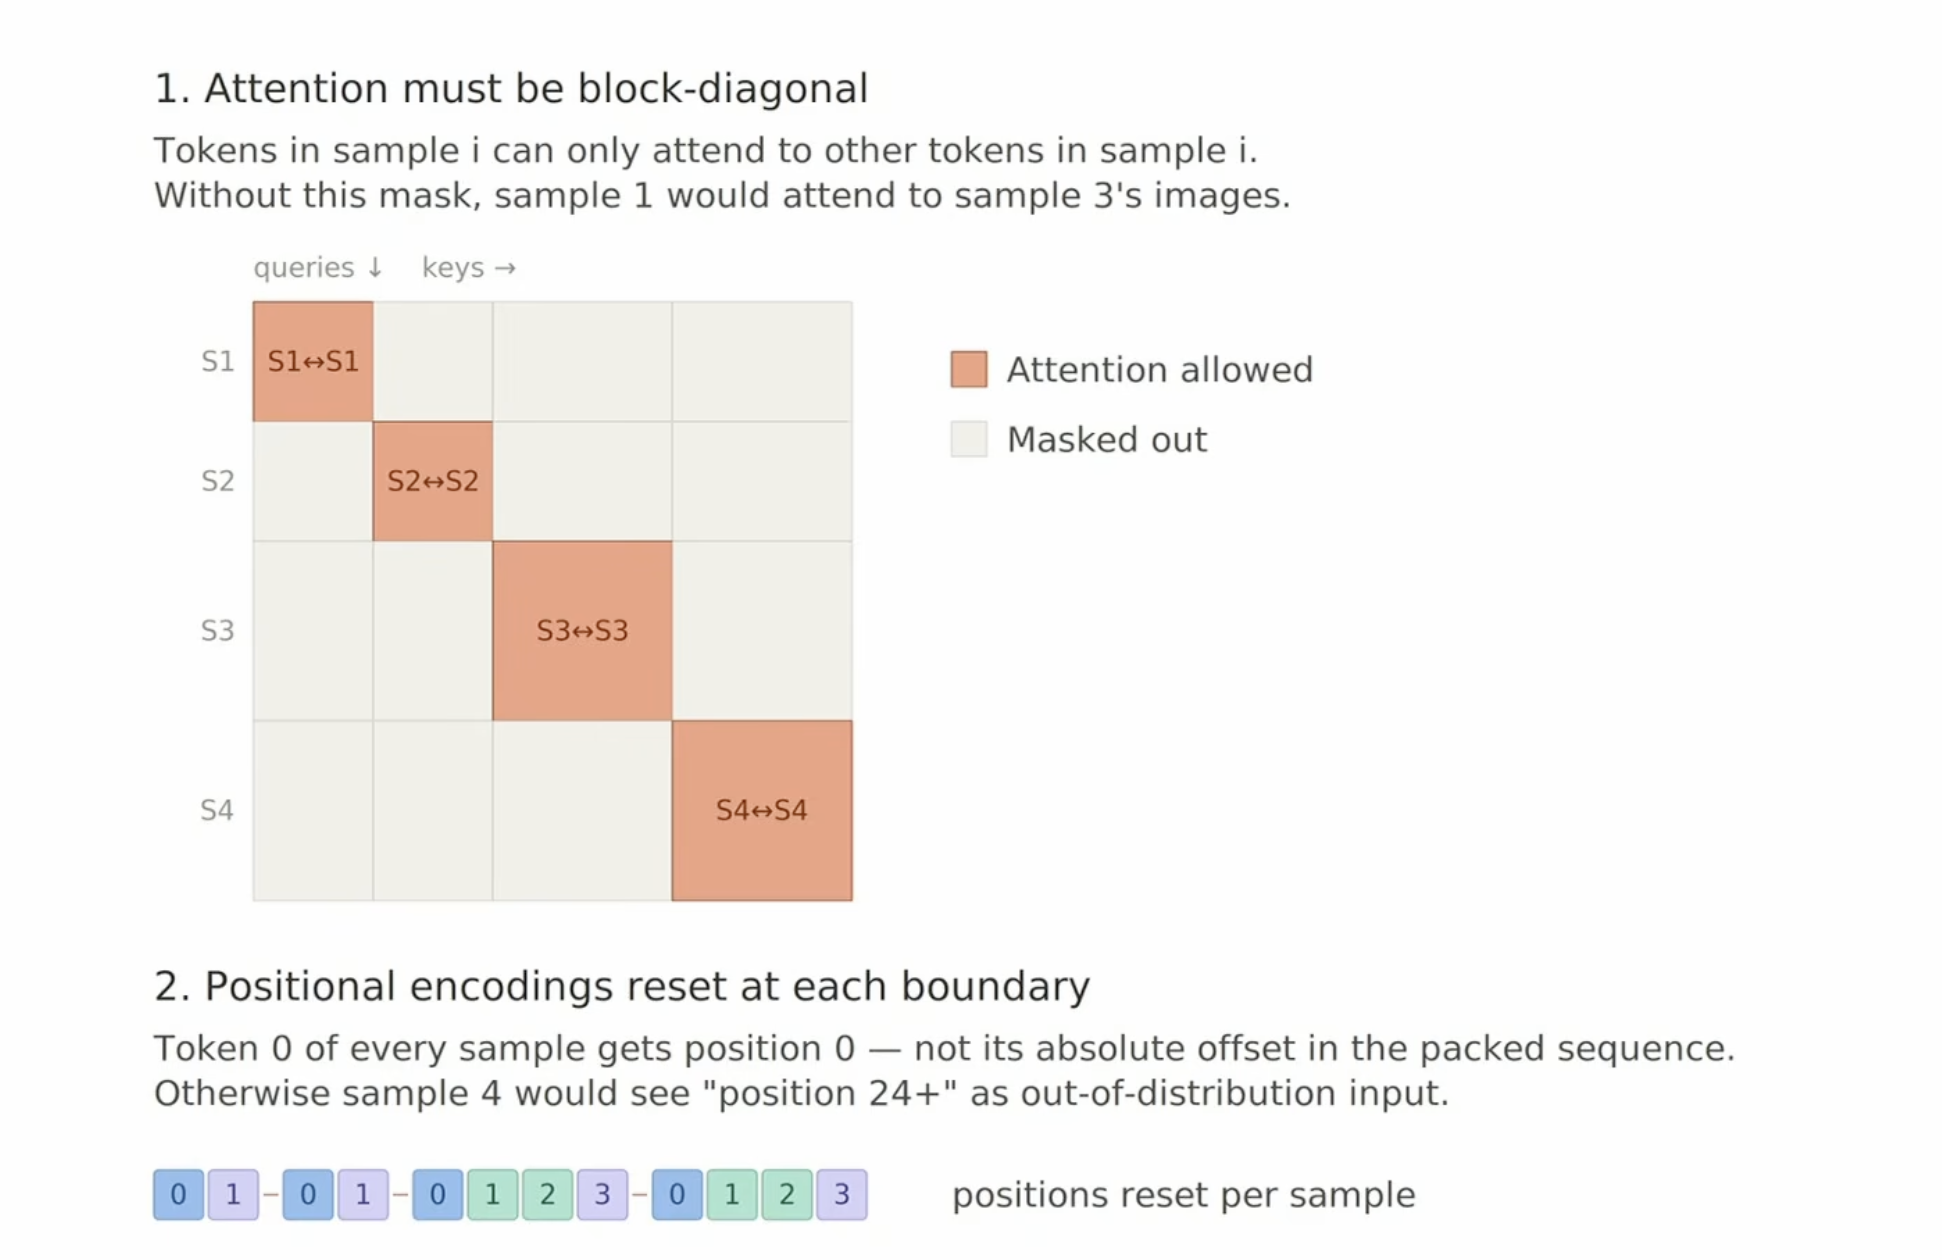 1. Attention must be block-diagonal
Tokens in sample i can only attend to other tokens in sample i.
Without this mask, sample 1 would attend to sample 3's images.
queries ↓ keys →
S1 S1↔S1
Attention allowed
Masked out
S2 S2↔S2
S3 S3↔S3
S4 S4↔S4
2. Positional encodings reset at each boundary
Token 0 of every sample gets position 0 — not its absolute offset in the packed sequence.
Otherwise sample 4 would see "position 24+" as out-of-distribution input.
0 1 – 0 1 – 0 1 2 3 – 0 1 2 3 positions reset per sample